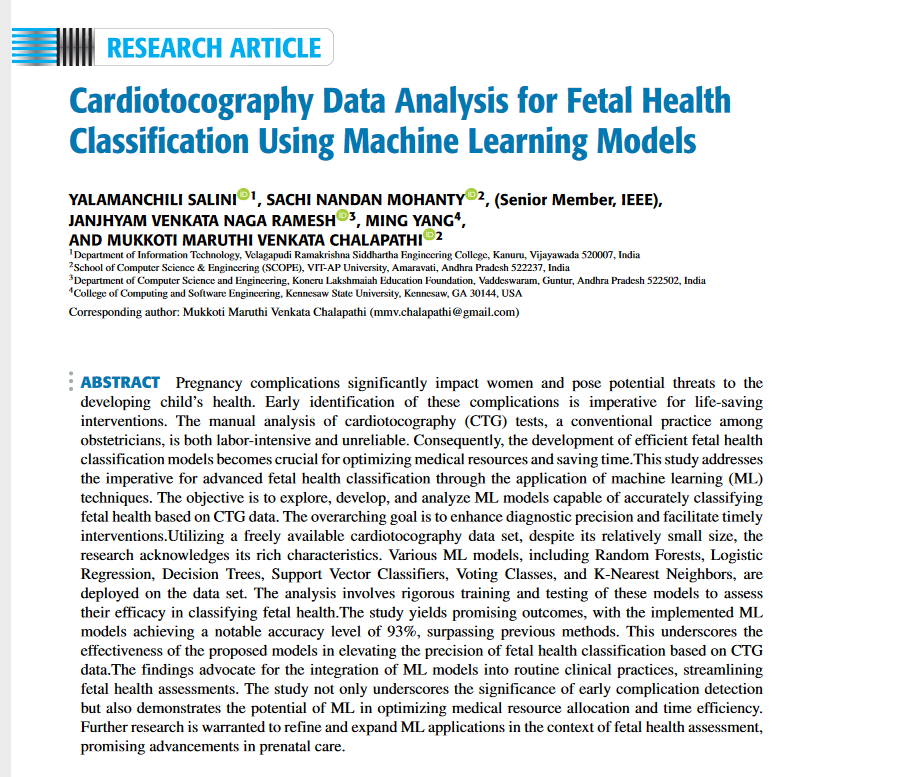 RESEARCH ARTICLE
Cardiotocography Data Analysis for Fetal Health
Classification Using Machine Learning Models
YALAMANCHILI SALINI iD 1, SACHI NANDAN MOHANTY iD 2, (Senior Member, IEEE),
JANJHYAM VENKATA NAGA RAMESH iD 3, MING YANG4,
AND MUKKOTI MARUTHI VENKATA CHALAPATHI iD 2
1Department of Information Technology, Velagapudi Ramakrishna Siddhartha Engineering College, Kanuru, Vijayawada 520007, India
2School of Computer Science & Engineering (SCOPE), VIT-AP University, Amaravati, Andhra Pradesh 522237, India
3Department of Computer Science and Engineering, Koneru Lakshmaiah Education Foundation, Vaddeswaram, Guntur, Andhra Pradesh 522502, India
4College of Computing and Software Engineering, Kennesaw State University, Kennesaw, GA 30144, USA
Corresponding author: Mukkoti Maruthi Venkata Chalapathi (mmv.chalapathi@gmail.com)
ABSTRACT Pregnancy complications significantly impact women and pose potential threats to the
developing child's health. Early identification of these complications is imperative for life-saving
interventions. The manual analysis of cardiotocography (CTG) tests, a conventional practice among
obstetricians, is both labor-intensive and unreliable. Consequently, the development of efficient fetal health
classification models becomes crucial for optimizing medical resources and saving time.This study addresses
the imperative for advanced fetal health classification through the application of machine learning (ML)
techniques. The objective is to explore, develop, and analyze ML models capable of accurately classifying
fetal health based on CTG data. The overarching goal is to enhance diagnostic precision and facilitate timely
interventions.Utilizing a freely available cardiotocography data set, despite its relatively small size, the
research acknowledges its rich characteristics. Various ML models, including Random Forests, Logistic
Regression, Decision Trees, Support Vector Classifiers, Voting Classes, and K-Nearest Neighbors, are
deployed on the data set. The analysis involves rigorous training and testing of these models to assess
their efficacy in classifying fetal health.The study yields promising outcomes, with the implemented ML
models achieving a notable accuracy level of 93%, surpassing previous methods. This underscores the
effectiveness of the proposed models in elevating the precision of fetal health classification based on CTG
data.The findings advocate for the integration of ML models into routine clinical practices, streamlining
fetal health assessments. The study not only underscores the significance of early complication detection
but also demonstrates the potential of ML in optimizing medical resource allocation and time efficiency.
Further research is warranted to refine and expand ML applications in the context of fetal health assessment,
promising advancements in prenatal care.